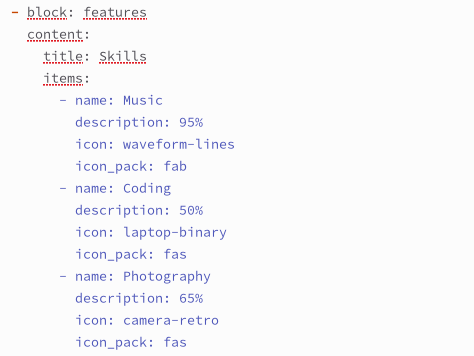 - block: features
  content:
    title: Skills
    items:
      - name: Music
        description: 95%
        icon: waveform-lines
        icon_pack: fab
      - name: Coding
        description: 50%
        icon: laptop-binary
        icon_pack: fas
      - name: Photography
        description: 65%
        icon: camera-retro
        icon_pack: fas